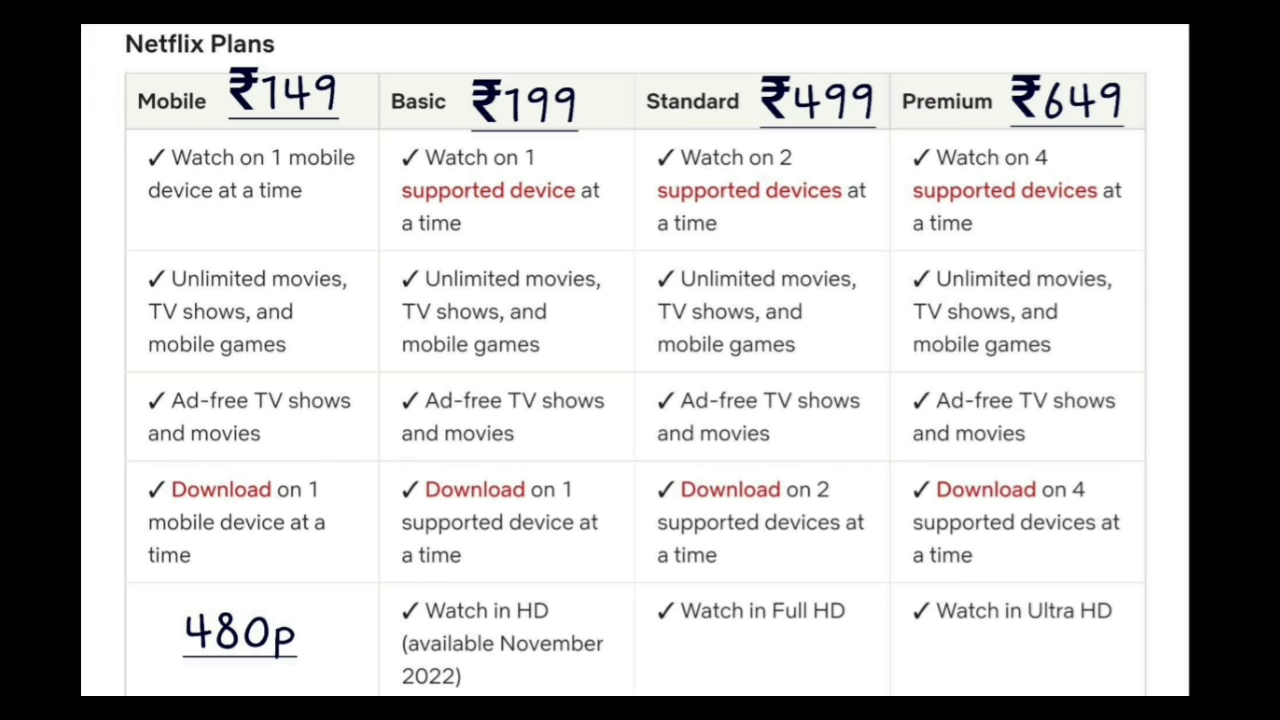 Netflix Plans
Mobile ₹149
Basic ₹199
Standard ₹499
Premium ₹649
✓ Watch on 1 mobile
device at a time
✓ Watch on 1
supported device at
a time
✓ Watch on 2
supported devices at
a time
✓ Watch on 4
supported devices at
a time
✓ Unlimited movies,
TV shows, and
mobile games
✓ Unlimited movies,
TV shows, and
mobile games
✓ Unlimited movies,
TV shows, and
mobile games
✓ Unlimited movies,
TV shows, and
mobile games
✓ Ad-free TV shows
and movies
✓ Ad-free TV shows
and movies
✓ Ad-free TV shows
and movies
✓ Ad-free TV shows
and movies
✓ Download on 1
mobile device at a
time
✓ Download on 1
supported device at
a time
✓ Download on 2
supported devices at
a time
✓ Download on 4
supported devices at
a time
480p
✓ Watch in HD
(available November
2022)
✓ Watch in Full HD
✓ Watch in Ultra HD